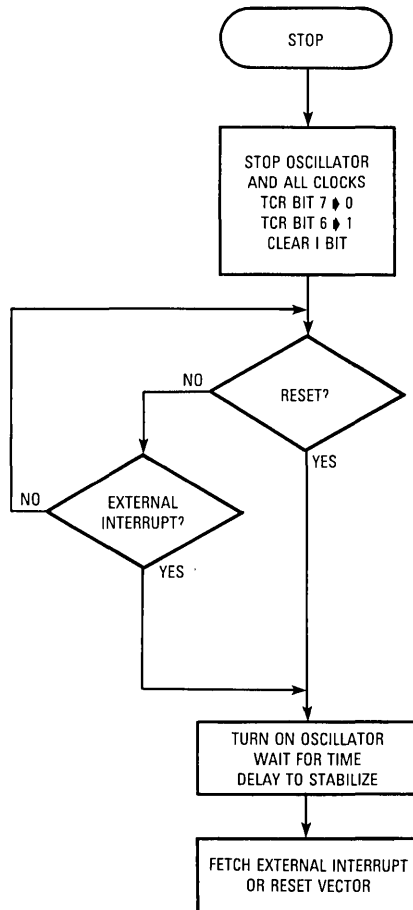 STOP
STOP OSCILLATOR
AND ALL CLOCKS
TCR BIT 7 ➧ 0
TCR BIT 6 ➧ 1
CLEAR I BIT
NO
RESET?
YES
NO
EXTERNAL
INTERRUPT?
YES
TURN ON OSCILLATOR
WAIT FOR TIME
DELAY TO STABILIZE
FETCH EXTERNAL INTERRUPT
OR RESET VECTOR